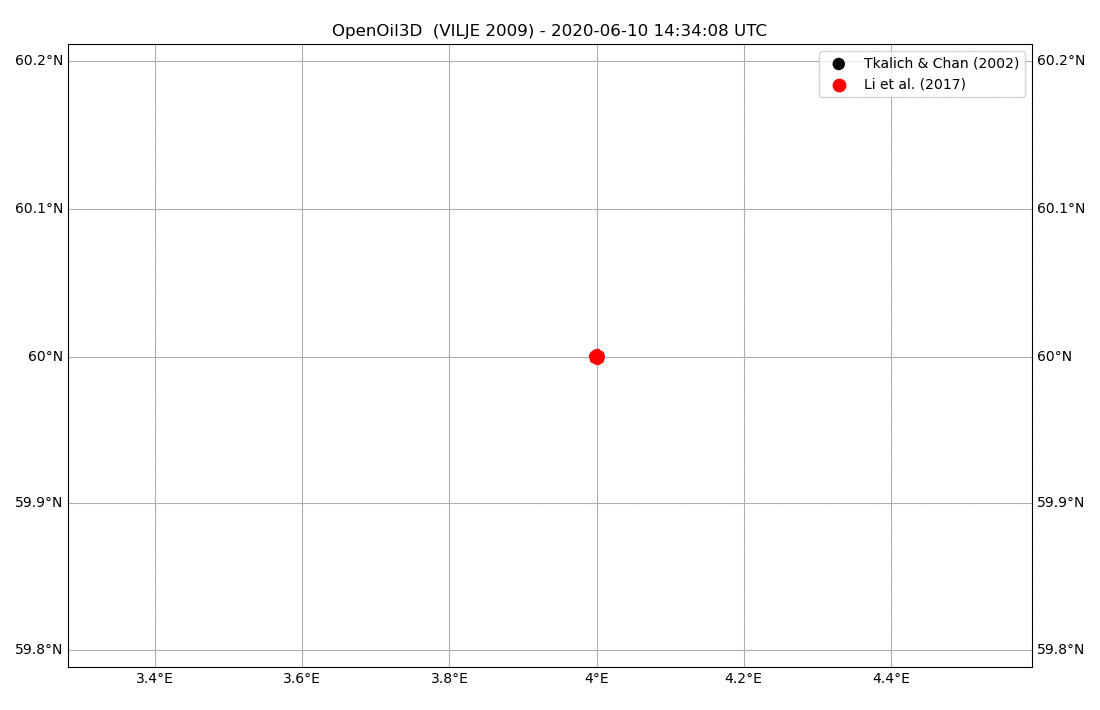 OpenOil3D (VILJE 2009) - 2020-06-10 14:34:08 UTC
Tkalich & Chan (2002)
Li et al. (2017)
60.2°N 60.2°N
60.1°N 60.1°N
60°N 60°N
59.9°N 59.9°N
59.8°N 59.8°N
3.4°E 3.6°E 3.8°E 4°E 4.2°E 4.4°E